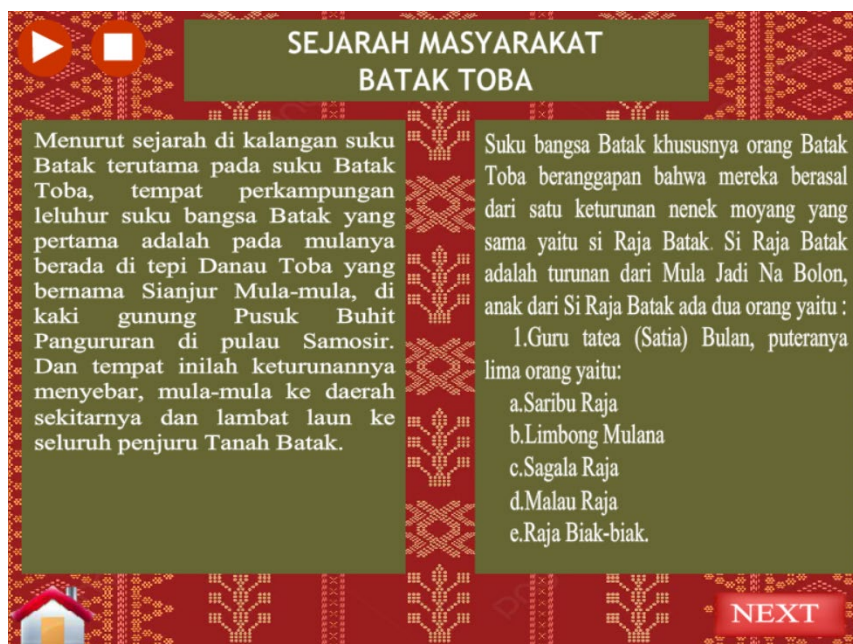 SEJARAH MASYARAKAT
BATAK TOBA
Menurut sejarah di kalangan suku
Batak terutama pada suku Batak
Toba, tempat perkampungan
leluhur suku bangsa Batak yang
pertama adalah pada mulanya
berada di tepi Danau Toba yang
bernama Sianjur Mula-mula, di
kaki gunung Pusuk Buhit
Pangururan di pulau Samosir.
Dan tempat inilah keturunannya
menyebar, mula-mula ke daerah
sekitarnya dan lambat laun ke
seluruh penjuru Tanah Batak.
Suku bangsa Batak khususnya orang Batak
Toba beranggapan bahwa mereka berasal
dari satu keturunan nenek moyang yang
sama yaitu si Raja Batak. Si Raja Batak
adalah turunan dari Mula Jadi Na Bolon,
anak dari Si Raja Batak ada dua orang yaitu :
1.Guru tatea (Satia) Bulan, puteranya
lima orang yaitu:
a.Saribu Raja
b.Limbong Mulana
c.Sagala Raja
d.Malau Raja
e.Raja Biak-biak.
NEXT